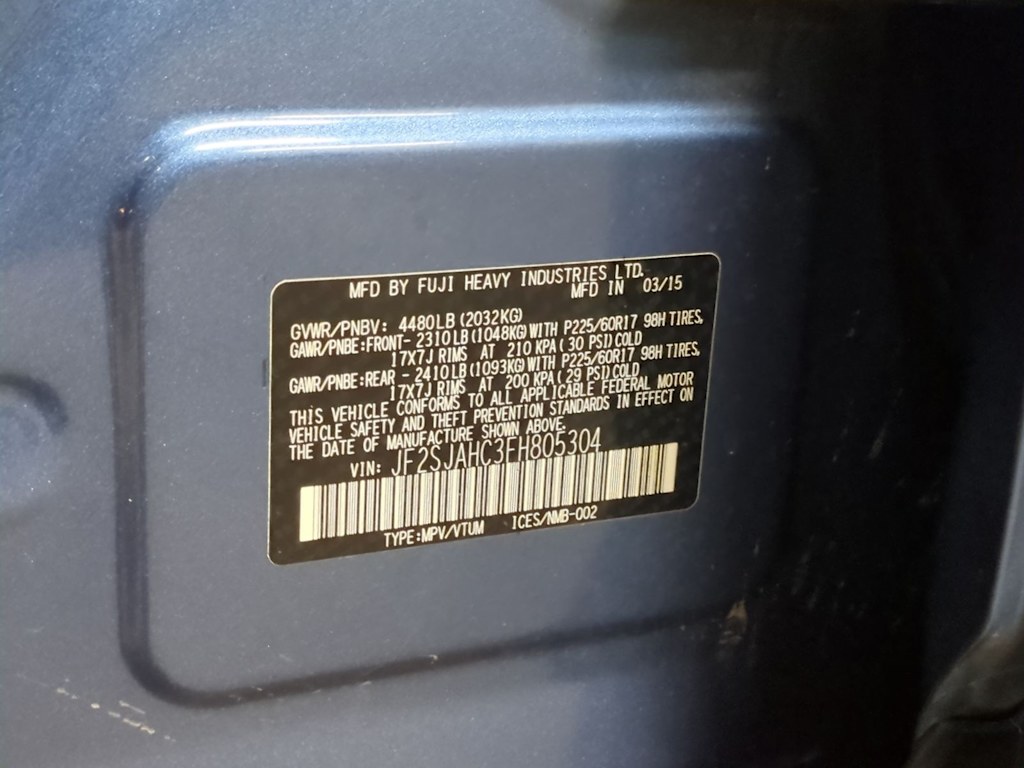 MFD BY FUJI HEAVY INDUSTRIES LTD.
MFD IN 03/15
GVWR/PNBV: 4480LB(2032KG)
GAWR/PNBE:FRONT- 2310LB(1048KG)WITH P225/60R17 98H TIRES,
17X7J RIMS AT 210 KPA(30 PSI)COLD
GAWR/PNBE:REAR - 2410LB(1093KG)WITH P225/60R17 98H TIRES,
17X7J RIMS AT 200 KPA(29 PSI)COLD
THIS VEHICLE CONFORMS TO ALL APPLICABLE FEDERAL MOTOR
VEHICLE SAFETY AND THEFT PREVENTION STANDARDS IN EFFECT ON
THE DATE OF MANUFACTURE SHOWN ABOVE.
VIN: JF2SJAHC3FH805304
TYPE:MPV/VTUM ICES/NMB-002